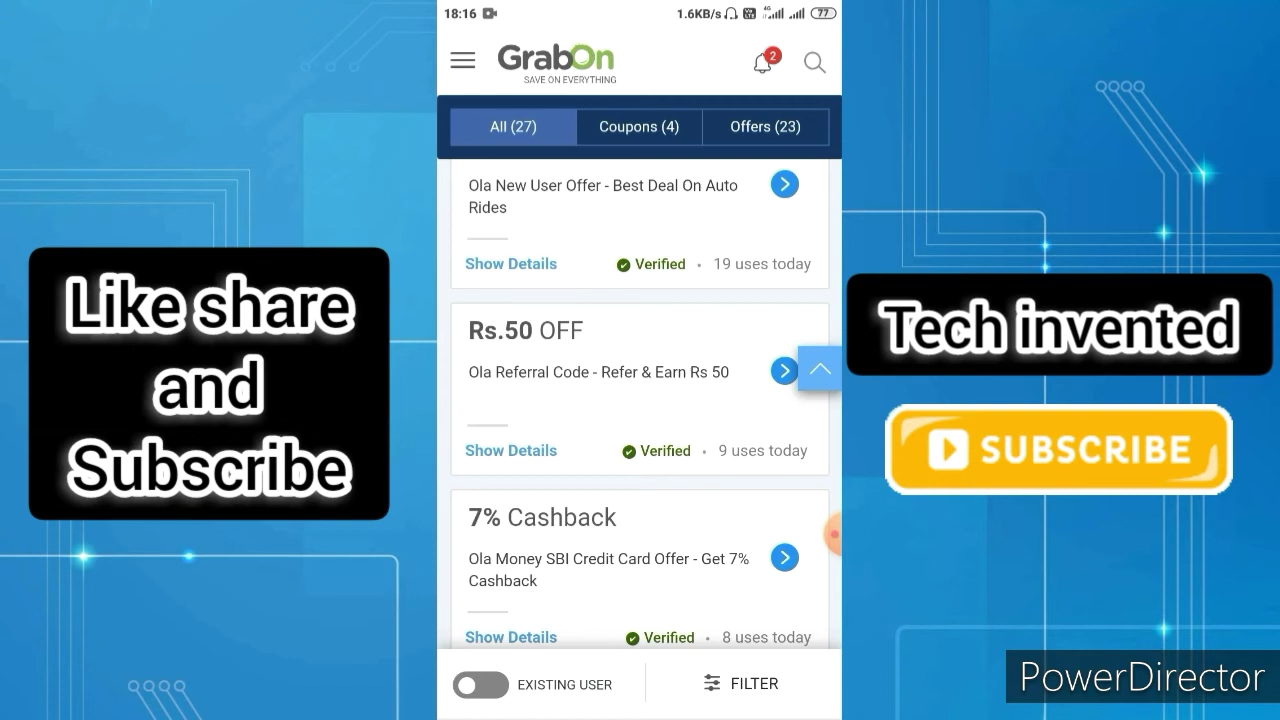 18:16
1.6KB/s
4G
77
GrabOn
SAVE ON EVERYTHING
2
All (27)
Coupons (4)
Offers (23)
Ola New User Offer - Best Deal On Auto
Rides
Show Details
Verified • 19 uses today
Rs.50 OFF
Ola Referral Code - Refer & Earn Rs 50
Show Details
Verified • 9 uses today
7% Cashback
Ola Money SBI Credit Card Offer - Get 7%
Cashback
Show Details
Verified • 8 uses today
EXISTING USER
FILTER
Like share
and
Subscribe
Tech invented
SUBSCRIBE
PowerDirector